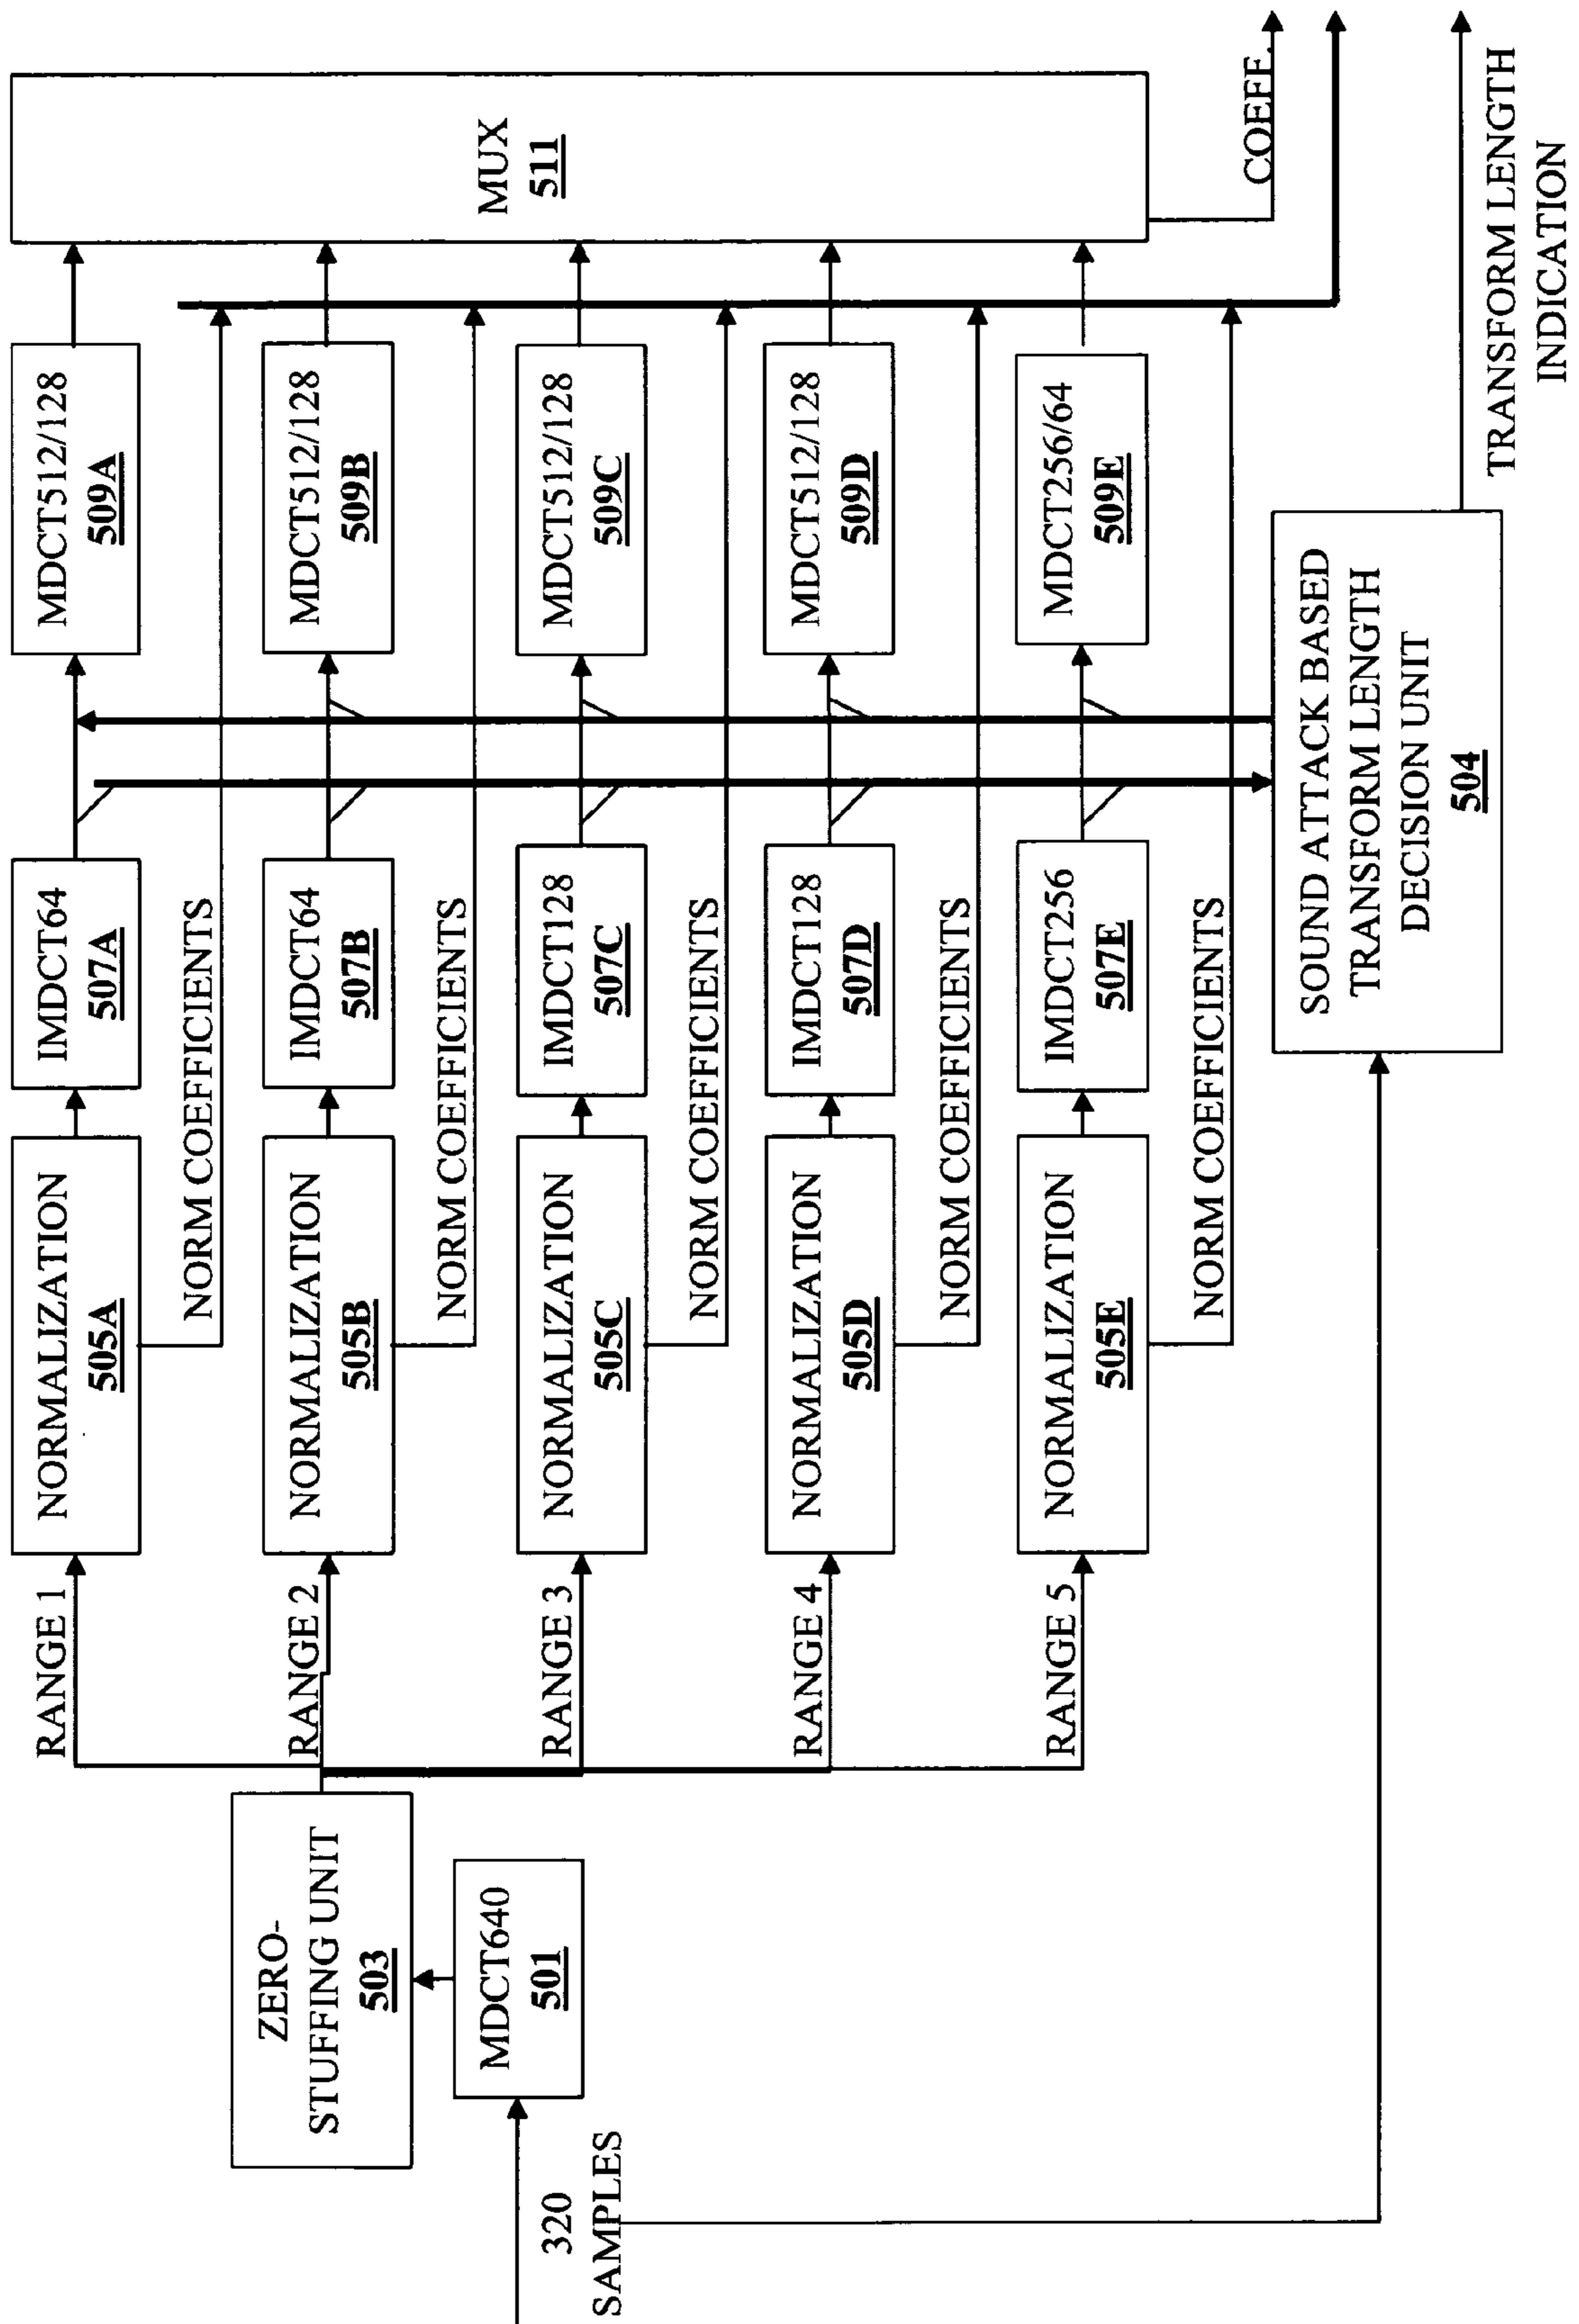 320
SAMPLES
MDCT640
501
ZERO-
STUFFING UNIT
503
RANGE 1
NORMALIZATION
505A
NORM COEFFICIENTS
IMDCT64
507A
MDCT512/128
509A
RANGE 2
NORMALIZATION
505B
NORM COEFFICIENTS
IMDCT64
507B
MDCT512/128
509B
RANGE 3
NORMALIZATION
505C
NORM COEFFICIENTS
IMDCT128
507C
MDCT512/128
509C
RANGE 4
NORMALIZATION
505D
NORM COEFFICIENTS
IMDCT128
507D
MDCT512/128
509D
RANGE 5
NORMALIZATION
505E
NORM COEFFICIENTS
IMDCT256
507E
MDCT256/64
509E
MUX
511
COEFF.
SOUND ATTACK BASED
TRANSFORM LENGTH
DECISION UNIT
504
TRANSFORM LENGTH
INDICATION